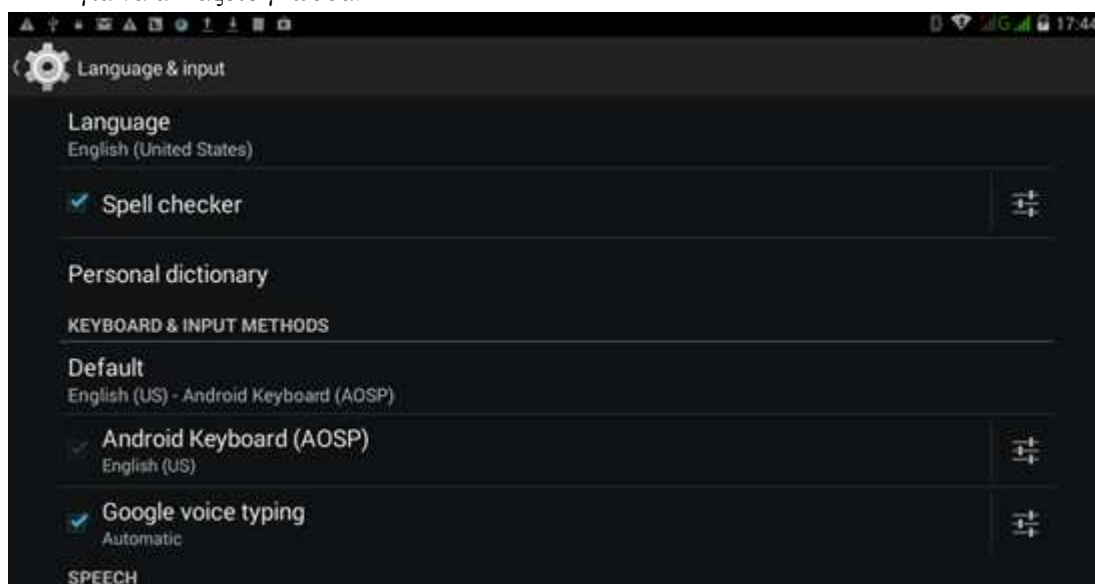 17:44
Language & input
Language
English (United States)
Spell checker
Personal dictionary
KEYBOARD & INPUT METHODS
Default
English (US) - Android Keyboard (AOSP)
Android Keyboard (AOSP)
English (US)
Google voice typing
Automatic
SPEECH